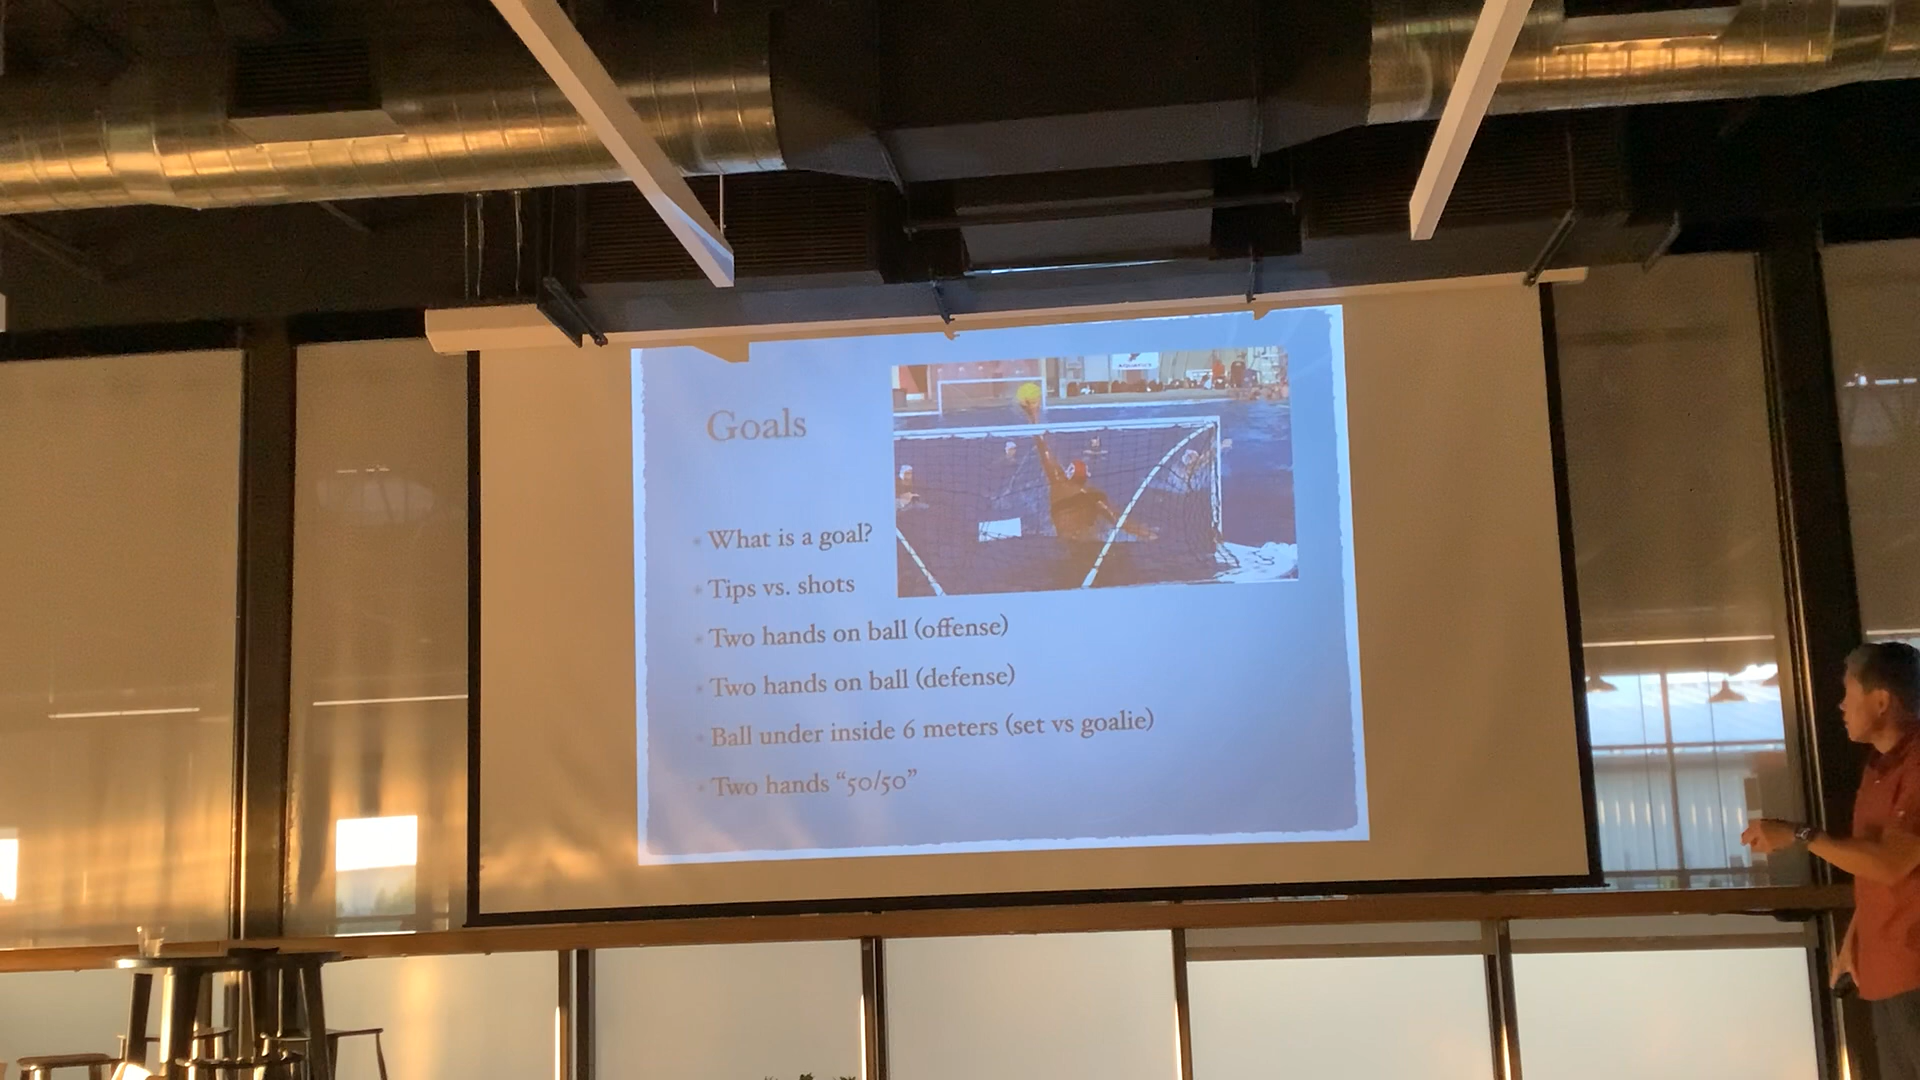 Goals
What is a goal?
Tips vs. shots
Two hands on ball (offense)
Two hands on ball (defense)
Ball under inside 6 meters (set vs goalie)
Two hands “50/50”